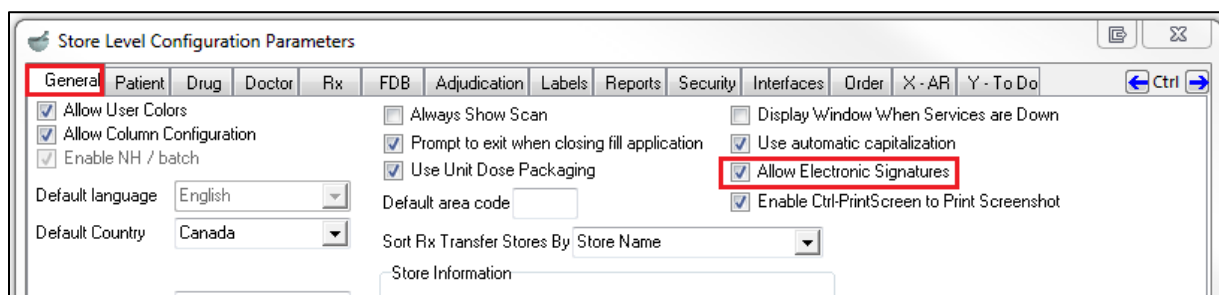 Store Level Configuration Parameters
General Patient Drug Doctor Rx FDB Adjudication Labels Reports Security Interfaces Order X - AR Y - To Do Ctrl
Allow User Colors Always Show Scan Display Window When Services are Down
Allow Column Configuration Prompt to exit when closing fill application Use automatic capitalization
Enable NH / batch Use Unit Dose Packaging Allow Electronic Signatures
Default language English Default area code Enable Ctrl-PrintScreen to Print Screenshot
Default Country Canada Sort Rx Transfer Stores By Store Name
Store Information